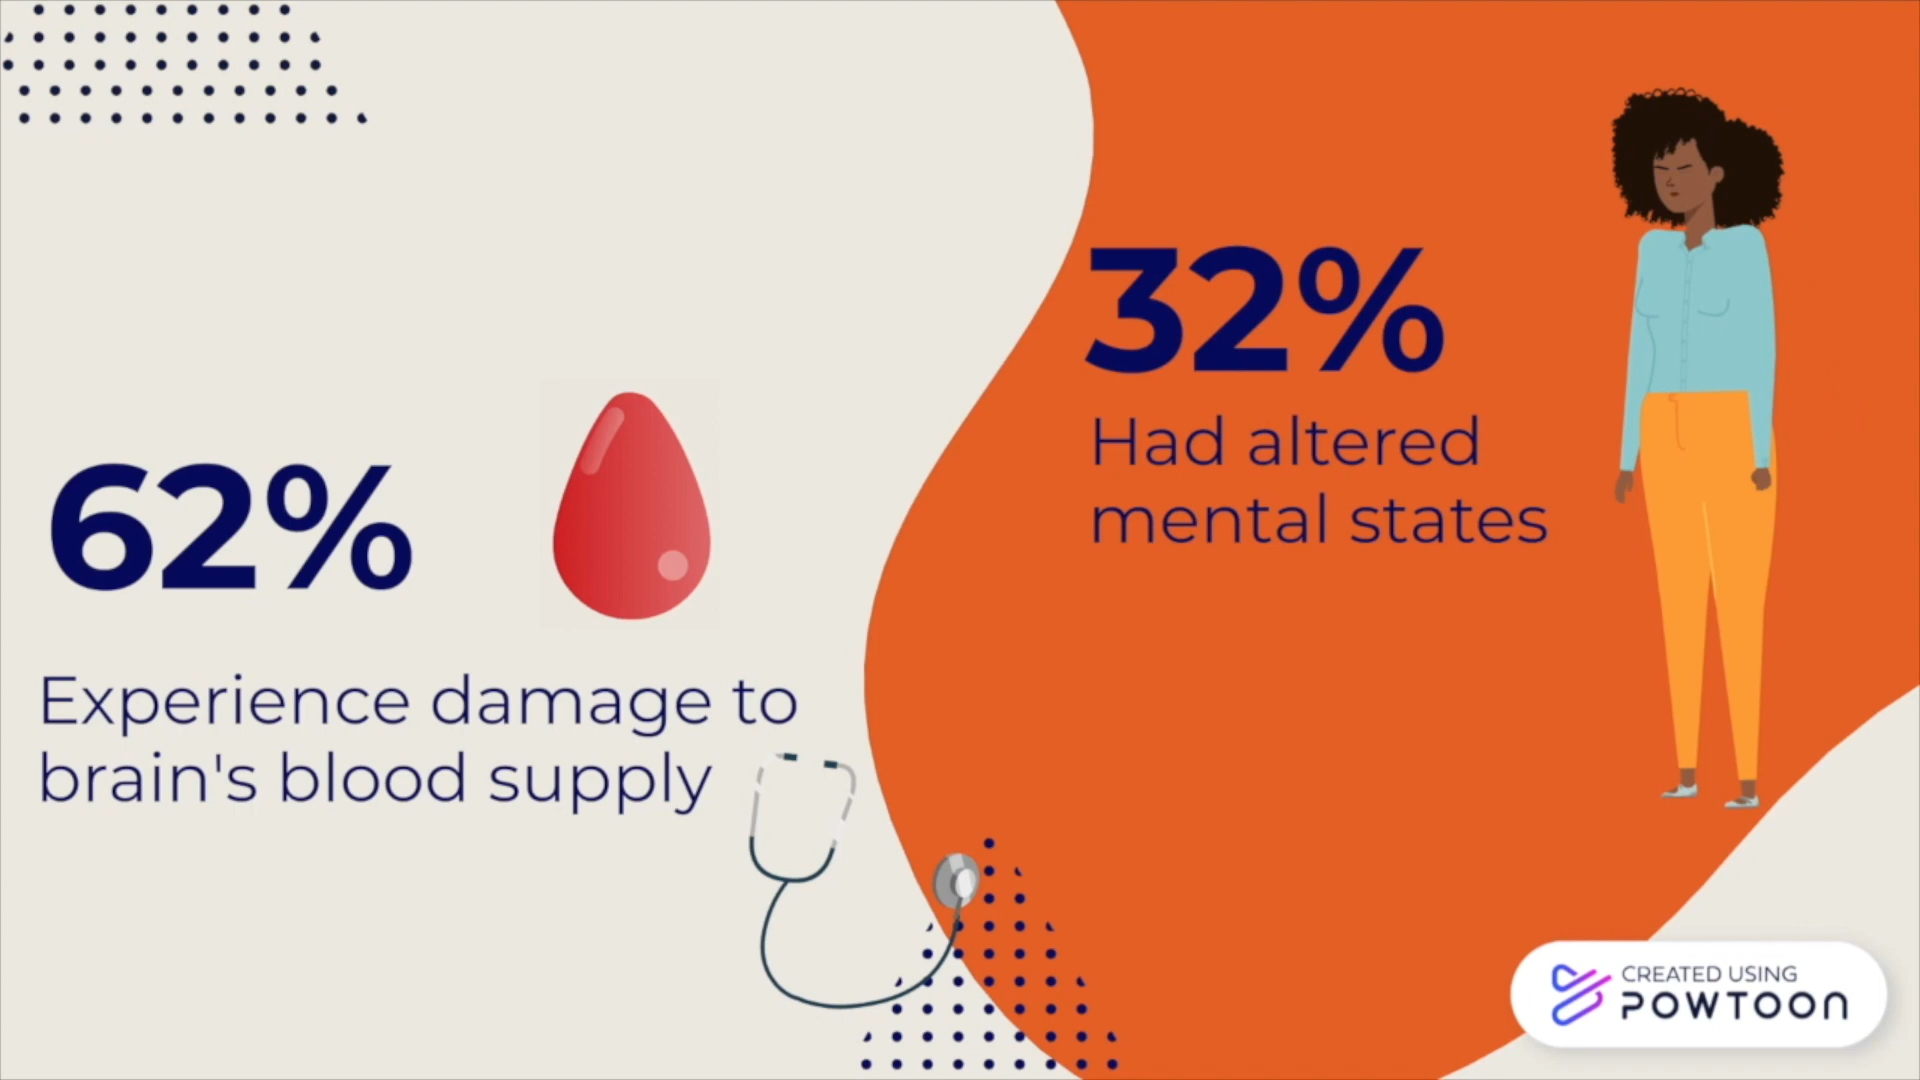 62%
Experience damage to
brain's blood supply
32%
Had altered
mental states
CREATED USING
POWTOON